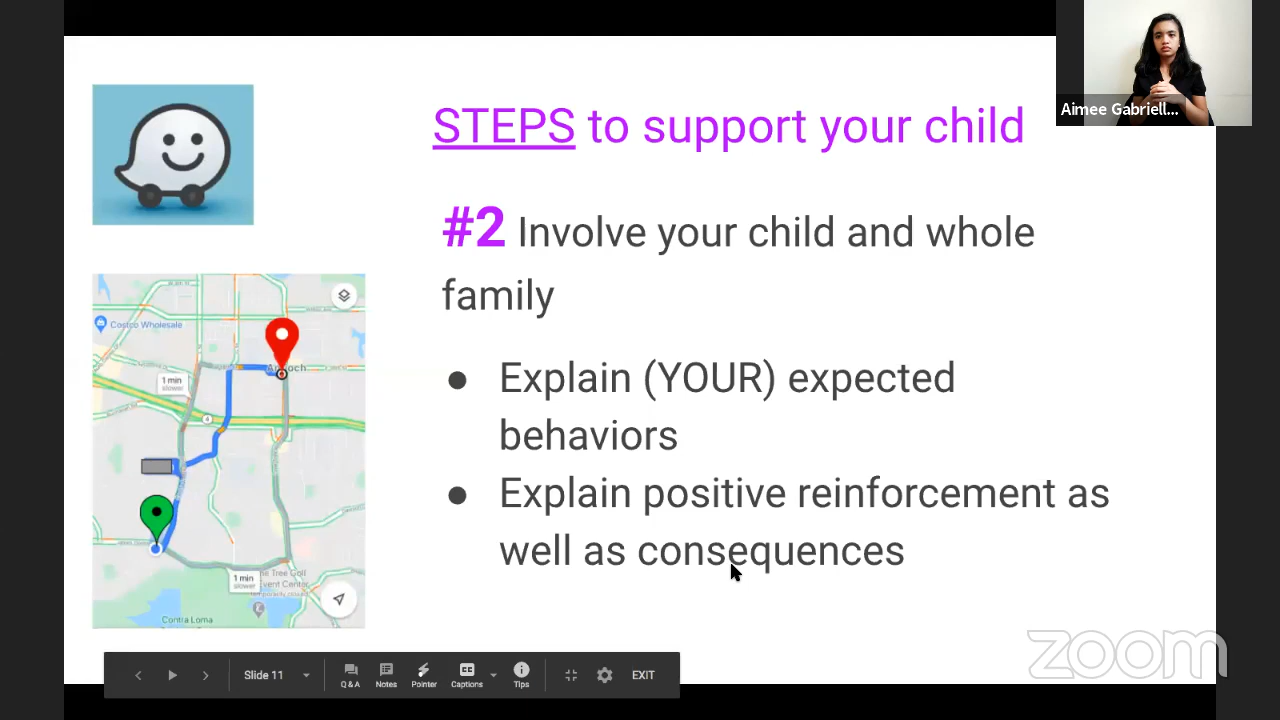 Aimee Gabriell...
STEPS to support your child
#2 Involve your child and whole
family
● Explain (YOUR) expected
behaviors
● Explain positive reinforcement as
well as consequences
Costco Wholesale
1 min
slower
4
1 min
slower
Contra Loma
Slide 11
Q & A
Notes
Pointer
Captions
Tips
EXIT
zoom